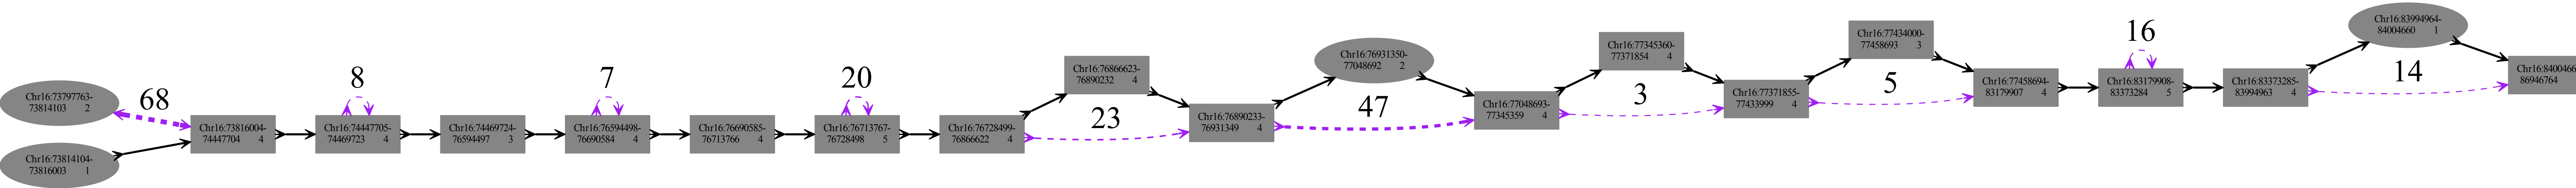 Chr16:73797763-
73814103 2
68
Chr16:73814104-
73816003 1
Chr16:73816004-
74447704 4
8
Chr16:74447705-
74469723 4
Chr16:74469724-
76594497 3
7
Chr16:76594498-
76690584 4
Chr16:76690585-
76713766 4
20
Chr16:76713767-
76728498 5
Chr16:76728499-
76866622 4
Chr16:76866623-
76890232 4
23
Chr16:76890233-
76931349 4
Chr16:76931350-
77048692 2
47
Chr16:77048693-
77345359 4
Chr16:77345360-
77371854 4
3
Chr16:77371855-
77433999 4
Chr16:77434000-
77458693 3
5
Chr16:77458694-
83179907 4
16
Chr16:83179908-
83373284 5
Chr16:83373285-
83994963 4
Chr16:83994964-
84004660 1
14
Chr16:8400466
86946764